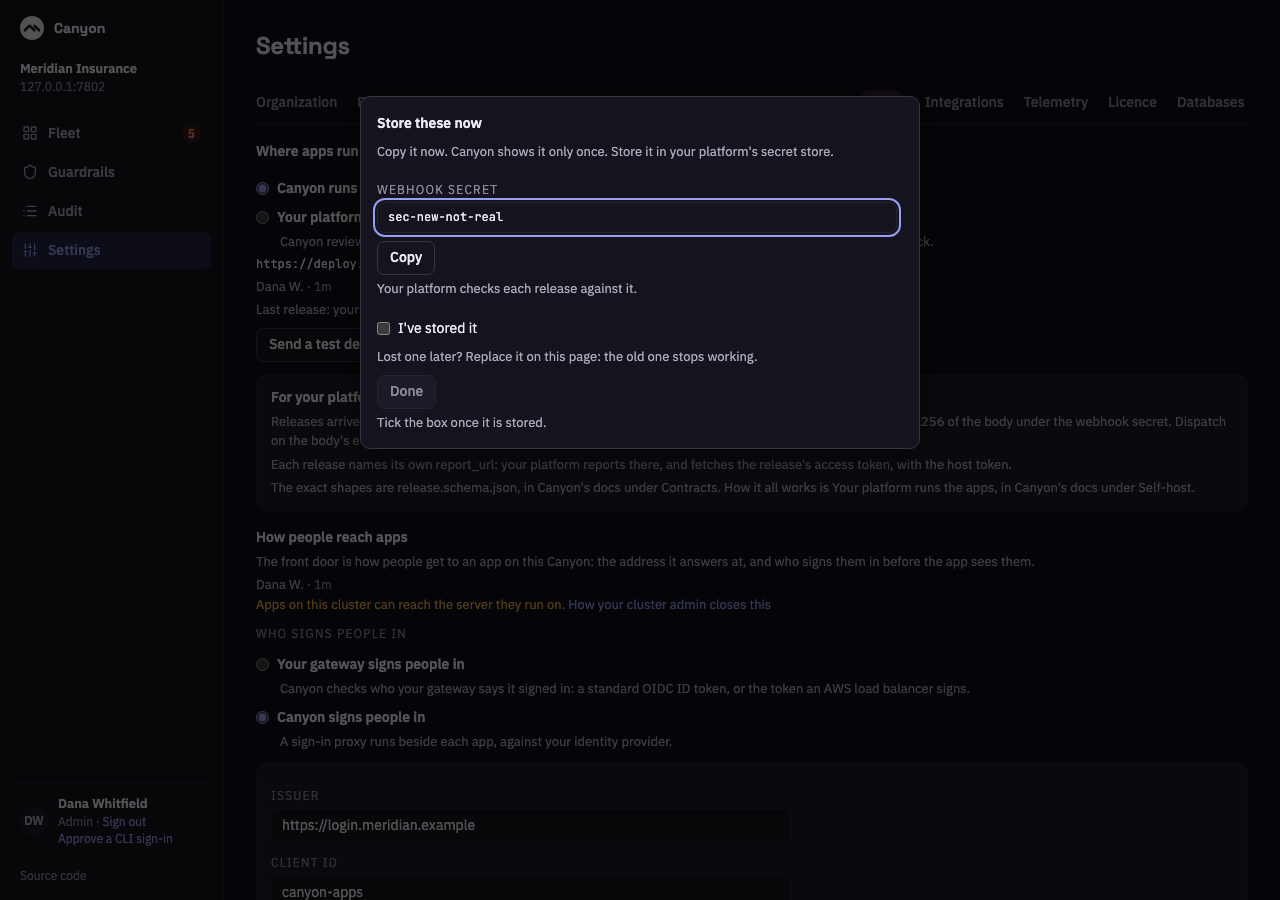 Canyon
Meridian Insurance
127.0.0.1:7802
Fleet 5
Guardrails
Audit
Settings
Dana Whitfield
DW
Admin · Sign out
Approve a CLI sign-in
Source code
Settings
Organization Integrations Telemetry Licence Databases
Where apps run
Canyon runs
Your platform
Canyon review ck.
https://deploy.
Dana W. · 1m
Last release: your
Send a test de
Store these now
Copy it now. Canyon shows it only once. Store it in your platform's secret store.
WEBHOOK SECRET
sec-new-not-real
Copy
Your platform checks each release against it.
I've stored it
Lost one later? Replace it on this page: the old one stops working.
Done
Tick the box once it is stored.
For your platfo
Releases arrive 256 of the body under the webhook secret. Dispatch
on the body's e
Each release names its own report_url: your platform reports there, and fetches the release's access token, with the host token.
The exact shapes are release.schema.json, in Canyon's docs under Contracts. How it all works is Your platform runs the apps, in Canyon's docs under Self-host.
How people reach apps
The front door is how people get to an app on this Canyon: the address it answers at, and who signs them in before the app sees them.
Dana W. · 1m
Apps on this cluster can reach the server they run on. How your cluster admin closes this
WHO SIGNS PEOPLE IN
Your gateway signs people in
Canyon checks who your gateway says it signed in: a standard OIDC ID token, or the token an AWS load balancer signs.
Canyon signs people in
A sign-in proxy runs beside each app, against your identity provider.
ISSUER
https://login.meridian.example
CLIENT ID
canyon-apps